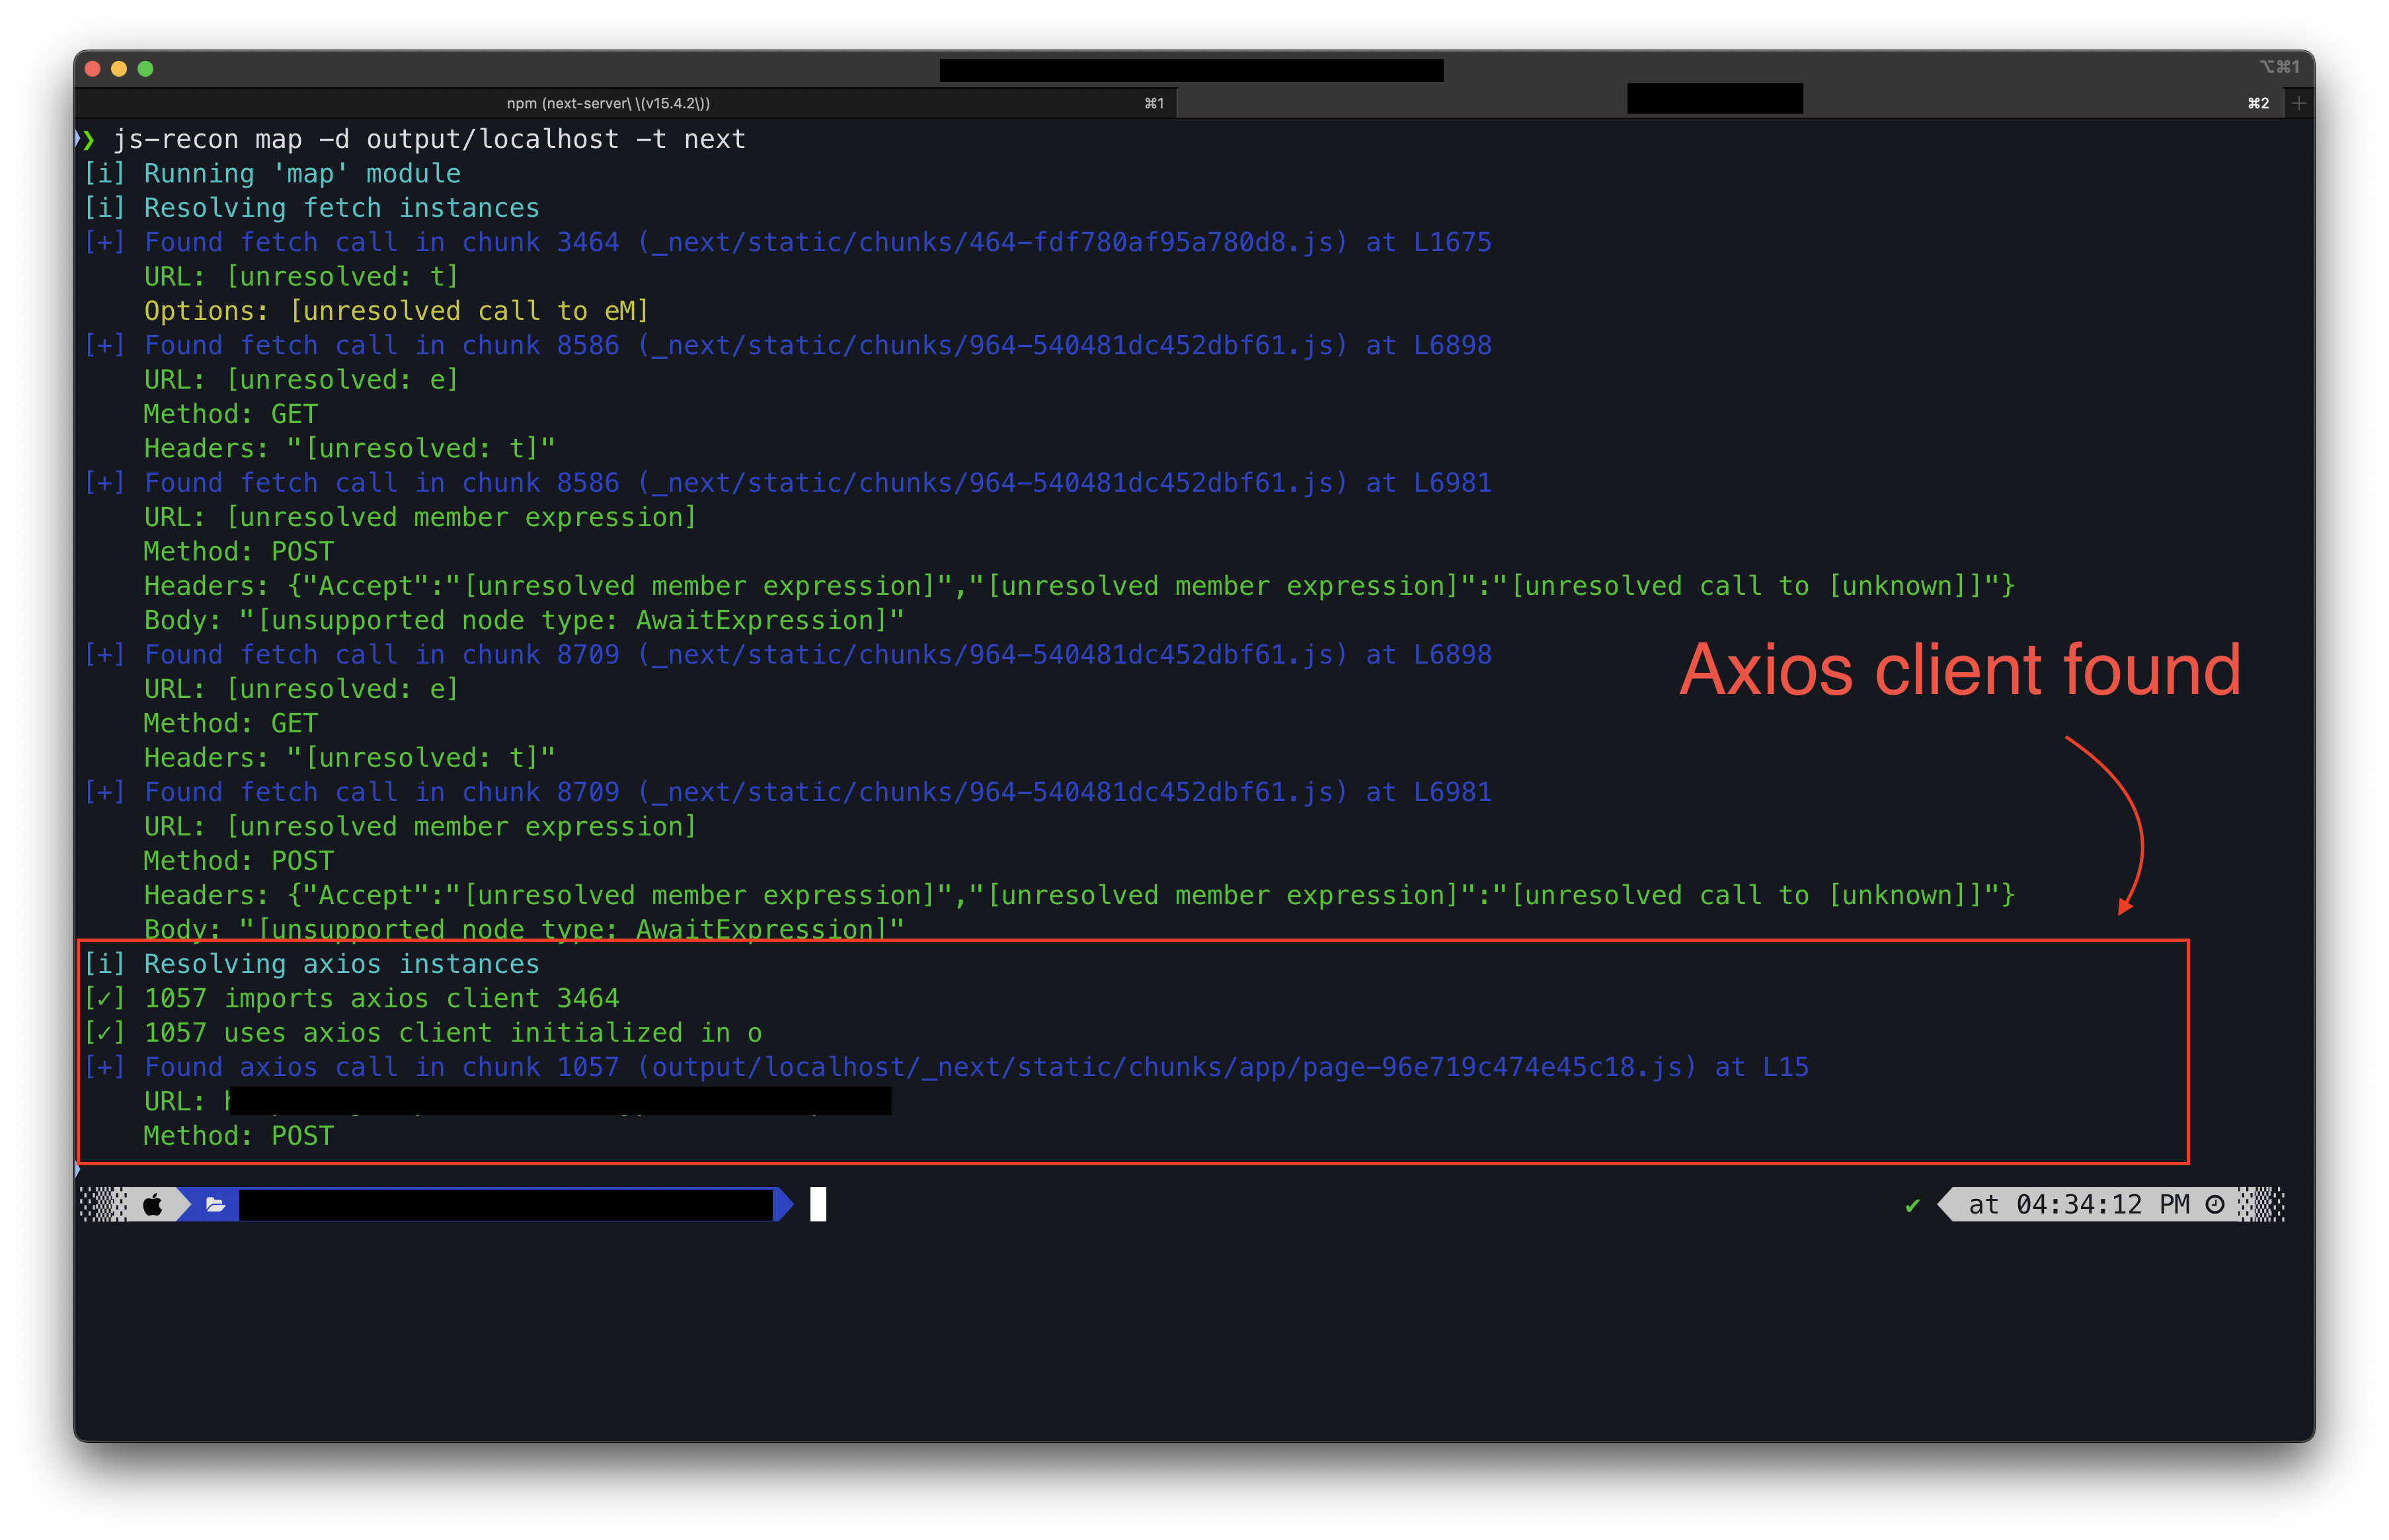 ⌥⌘1
npm (next-server\ \(v15.4.2\)) ⌘1 ⌘2 +
❯ js-recon map -d output/localhost -t next
[i] Running 'map' module
[i] Resolving fetch instances
[+] Found fetch call in chunk 3464 (_next/static/chunks/464-fdf780af95a780d8.js) at L1675
URL: [unresolved: t]
Options: [unresolved call to eM]
[+] Found fetch call in chunk 8586 (_next/static/chunks/964-540481dc452dbf61.js) at L6898
URL: [unresolved: e]
Method: GET
Headers: "[unresolved: t]"
[+] Found fetch call in chunk 8586 (_next/static/chunks/964-540481dc452dbf61.js) at L6981
URL: [unresolved member expression]
Method: POST
Headers: {"Accept":"[unresolved member expression]","[unresolved member expression]":"[unresolved call to [unknown]]"}
Body: "[unsupported node type: AwaitExpression]"
[+] Found fetch call in chunk 8709 (_next/static/chunks/964-540481dc452dbf61.js) at L6898
URL: [unresolved: e]
Method: GET
Headers: "[unresolved: t]"
[+] Found fetch call in chunk 8709 (_next/static/chunks/964-540481dc452dbf61.js) at L6981
URL: [unresolved member expression]
Method: POST
Headers: {"Accept":"[unresolved member expression]","[unresolved member expression]":"[unresolved call to [unknown]]"}
Body: "[unsupported node type: AwaitExpression]"
Axios client found
[i] Resolving axios instances
[✓] 1057 imports axios client 3464
[✓] 1057 uses axios client initialized in o
[+] Found axios call in chunk 1057 (output/localhost/_next/static/chunks/app/page-96e719c474e45c18.js) at L15
URL:
Method: POST
✔ at 04:34:12 PM